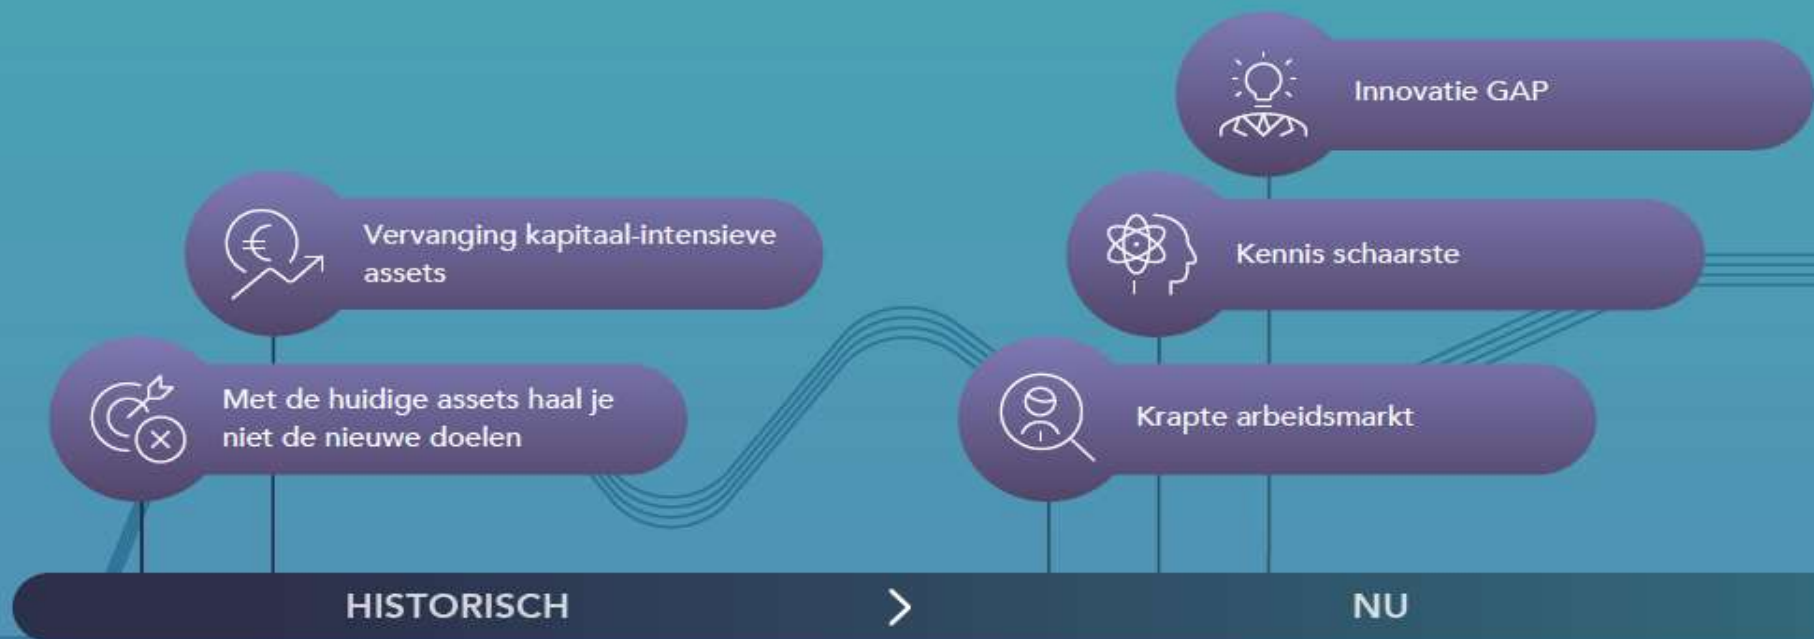 Innovatie GAP
Vervanging kapitaal-intensieve
assets
Kennis schaarste
Met de huidige assets haal je
niet de nieuwe doelen
Krapte arbeidsmarkt
HISTORISCH
NU